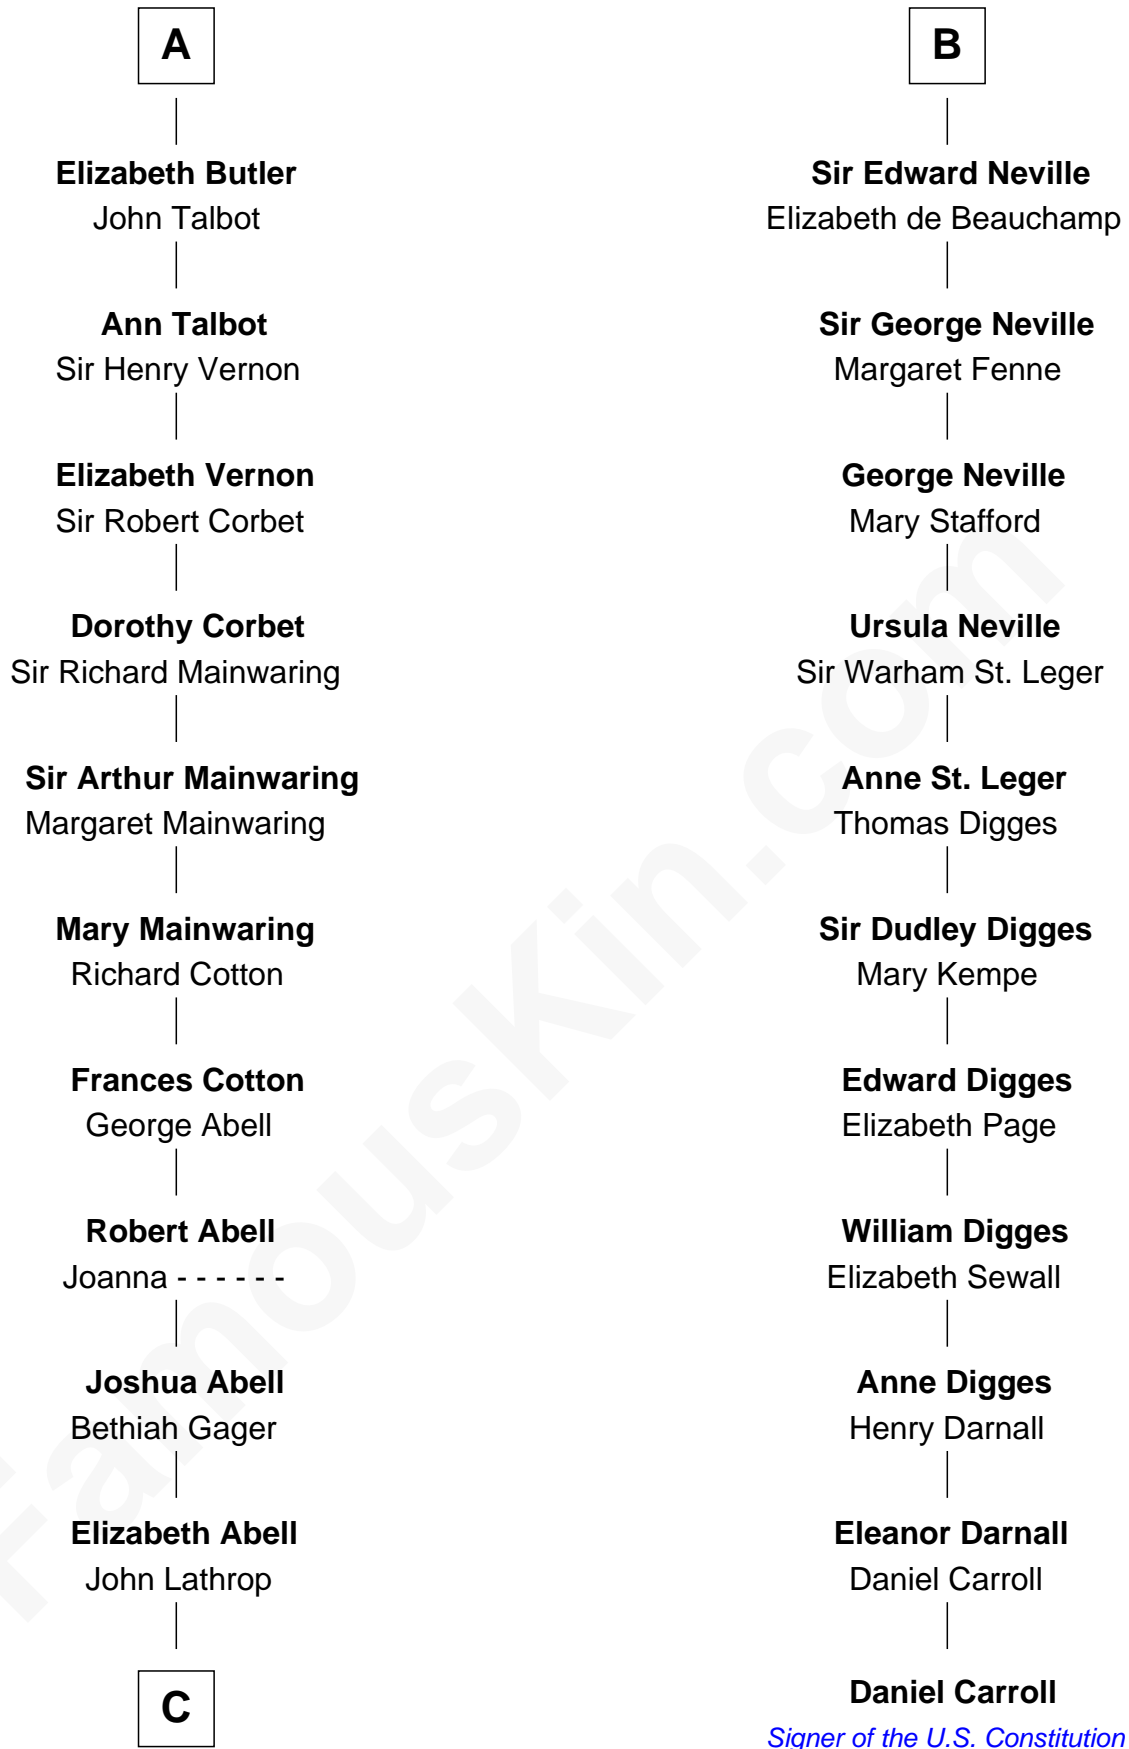 A
Elizabeth Butler
John Talbot
Ann Talbot
Sir Henry Vernon
Elizabeth Vernon
Sir Robert Corbet
Dorothy Corbet
Sir Richard Mainwaring
Sir Arthur Mainwaring
Margaret Mainwaring
Mary Mainwaring
Richard Cotton
Frances Cotton
George Abell
Robert Abell
Joanna - - - - - -
Joshua Abell
Bethiah Gager
Elizabeth Abell
John Lathrop
C
B
Sir Edward Neville
Elizabeth de Beauchamp
Sir George Neville
Margaret Fenne
George Neville
Mary Stafford
Ursula Neville
Sir Warham St. Leger
Anne St. Leger
Thomas Digges
Sir Dudley Digges
Mary Kempe
Edward Digges
Elizabeth Page
William Digges
Elizabeth Sewall
Anne Digges
Henry Darnall
Eleanor Darnall
Daniel Carroll
Daniel Carroll
Signer of the U.S. Constitution
FamousKin.com